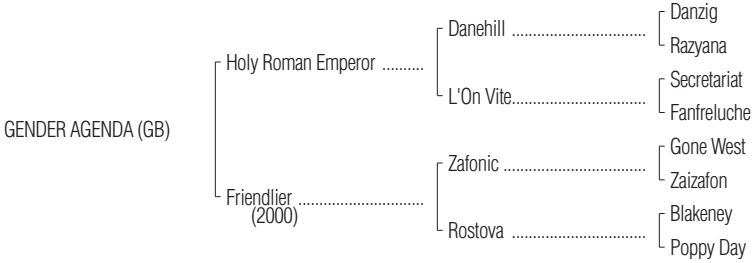 Danzig
Danehill ..................................
Razyana
Holy Roman Emperor ..........
Secretariat
L'On Vite..................................
Fanfreluche
GENDER AGENDA (GB)
Gone West
Zafonic ....................................
Zaizafon
Friendlier ..............................
(2000)
Blakeney
Rostova ..................................
Poppy Day